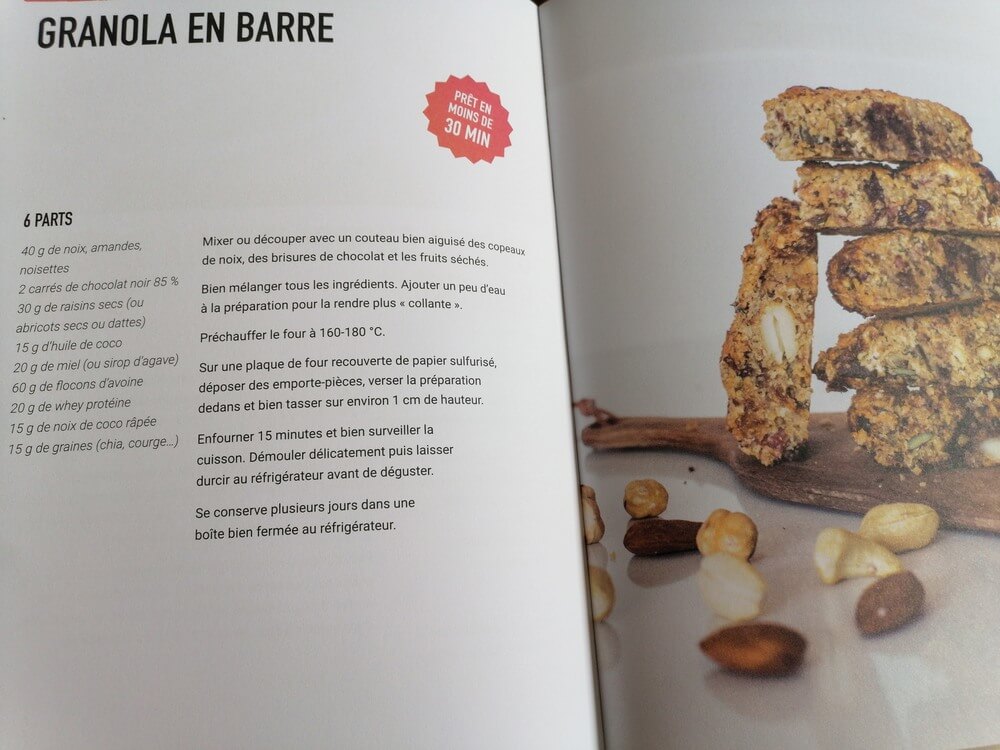 GRANOLA EN BARRE
PRÊT EN
MOINS DE
30 MIN
6 PARTS
40 g de noix, amandes,
noisettes
2 carrés de chocolat noir 85 %
30 g de raisins secs (ou
abricots secs ou dattes)
15 g d'huile de coco
20 g de miel (ou sirop d'agave)
60 g de flocons d'avoine
20 g de whey protéine
15 g de noix de coco râpée
15 g de graines (chia, courge...)
Mixer ou découper avec un couteau bien aiguisé des copeaux
de noix, des brisures de chocolat et les fruits séchés.
Bien mélanger tous les ingrédients. Ajouter un peu d'eau
à la préparation pour la rendre plus « collante ».
Préchauffer le four à 160-180 °C.
Sur une plaque de four recouverte de papier sulfurisé,
déposer des emporte-pièces, verser la préparation
dedans et bien tasser sur environ 1 cm de hauteur.
Enfourner 15 minutes et bien surveiller la
cuisson. Démouler délicatement puis laisser
durcir au réfrigérateur avant de déguster.
Se conserve plusieurs jours dans une
boîte bien fermée au réfrigérateur.